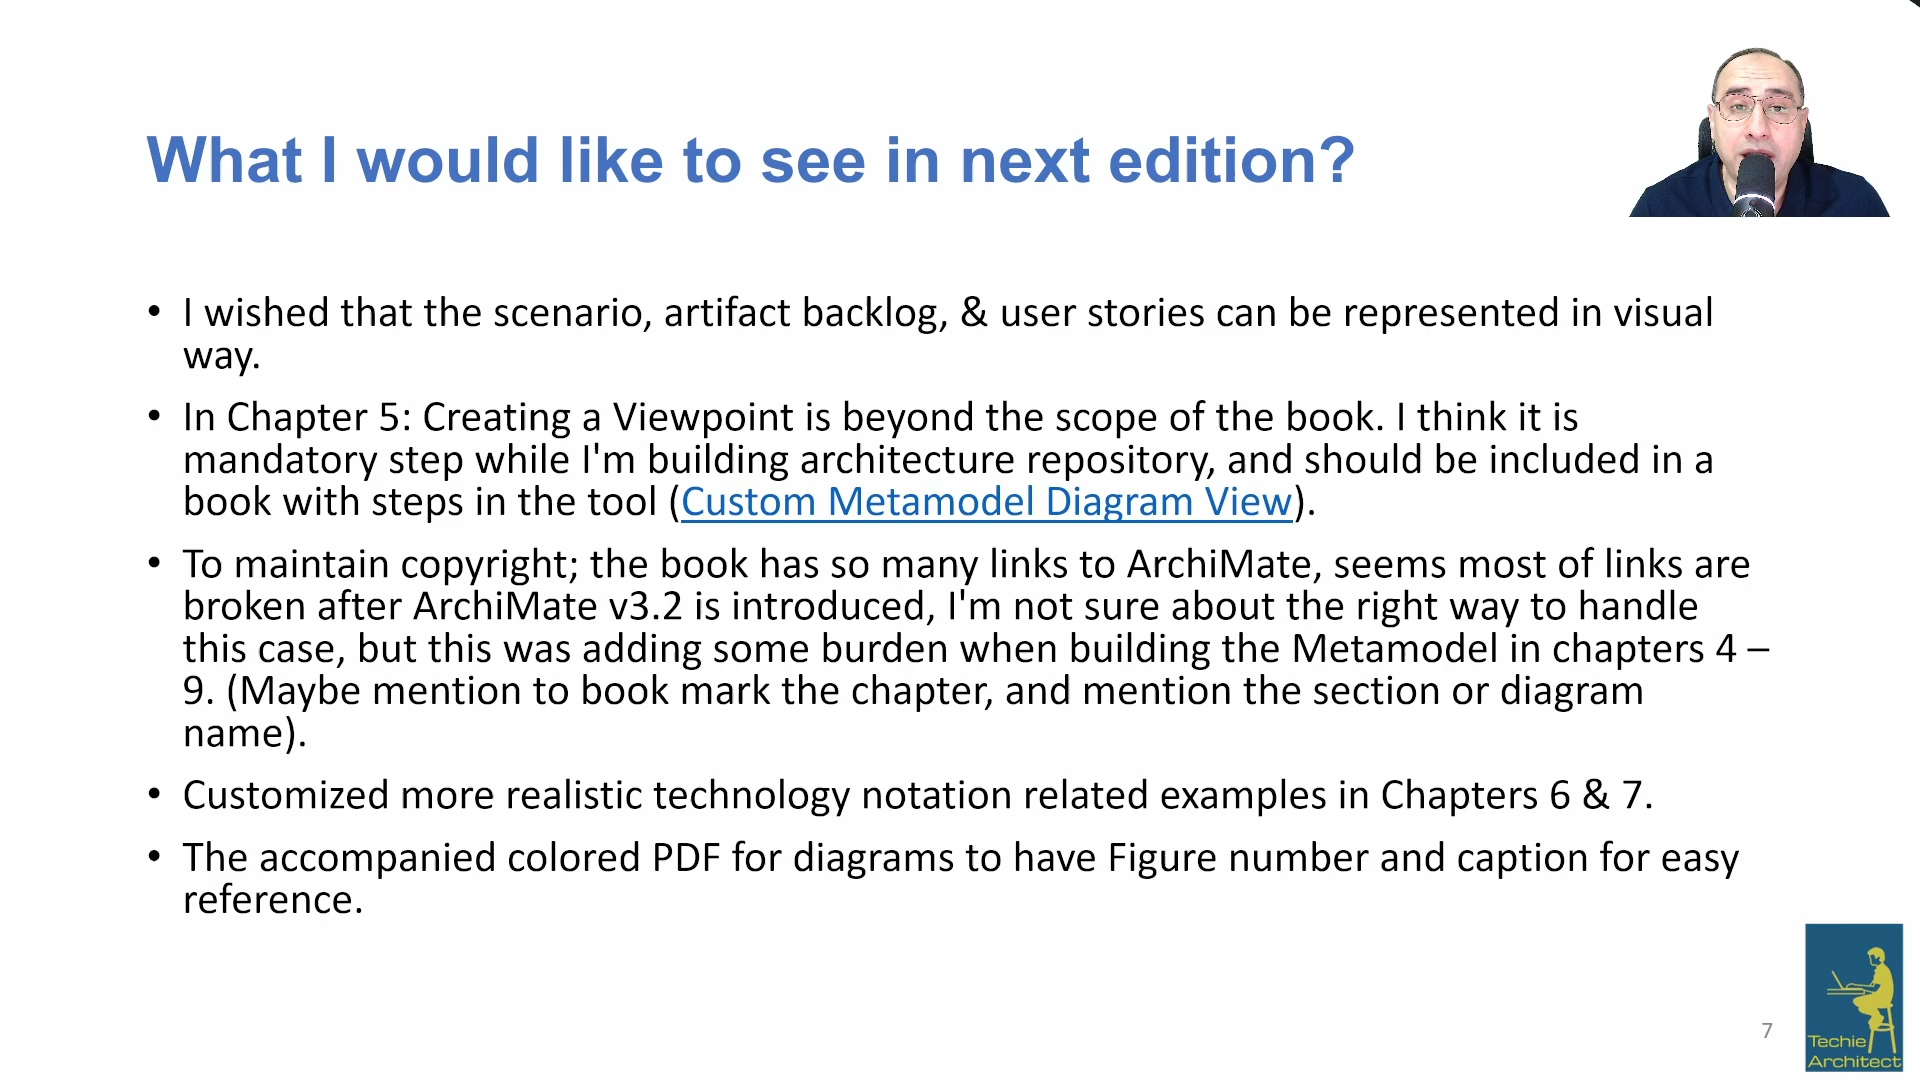 What I would like to see in next edition?
• I wished that the scenario, artifact backlog, & user stories can be represented in visual
way.
• In Chapter 5: Creating a Viewpoint is beyond the scope of the book. I think it is
mandatory step while I'm building architecture repository, and should be included in a
book with steps in the tool (Custom Metamodel Diagram View).
• To maintain copyright; the book has so many links to ArchiMate, seems most of links are
broken after ArchiMate v3.2 is introduced, I'm not sure about the right way to handle
this case, but this was adding some burden when building the Metamodel in chapters 4 –
9. (Maybe mention to book mark the chapter, and mention the section or diagram
name).
• Customized more realistic technology notation related examples in Chapters 6 & 7.
• The accompanied colored PDF for diagrams to have Figure number and caption for easy
reference.
7
Techie
Architect